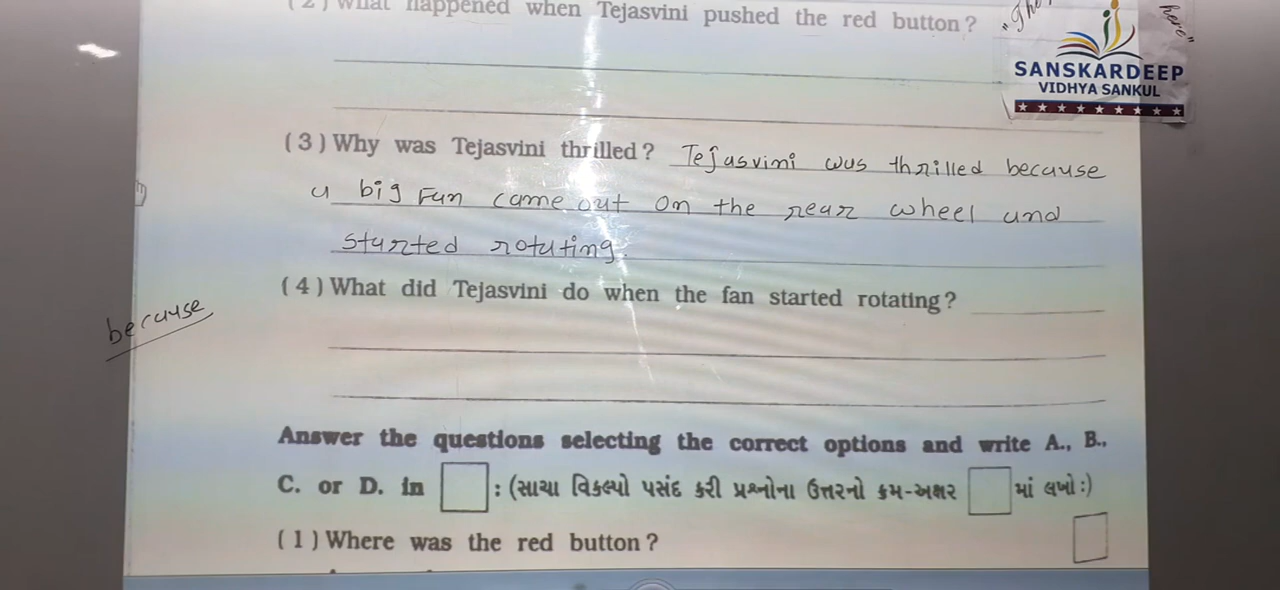 (2) What happened when Tejasvini pushed the red button?
"The
here"
SANSKARDEEP
VIDHYA SANKUL
(3) Why was Tejasvini thrilled? Tejasvini was thrilled because
a big Fan came out on the rear wheel and
started rotating.
(4) What did Tejasvini do when the fan started rotating?
because
Answer the questions selecting the correct options and write A., B.,
C. or D. in : (સાચા વિકલ્પો પસંદ કરી પ્રશ્નોના ઉત્તરનો ક્રમ-અક્ષર માં લખો :)
(1) Where was the red button?